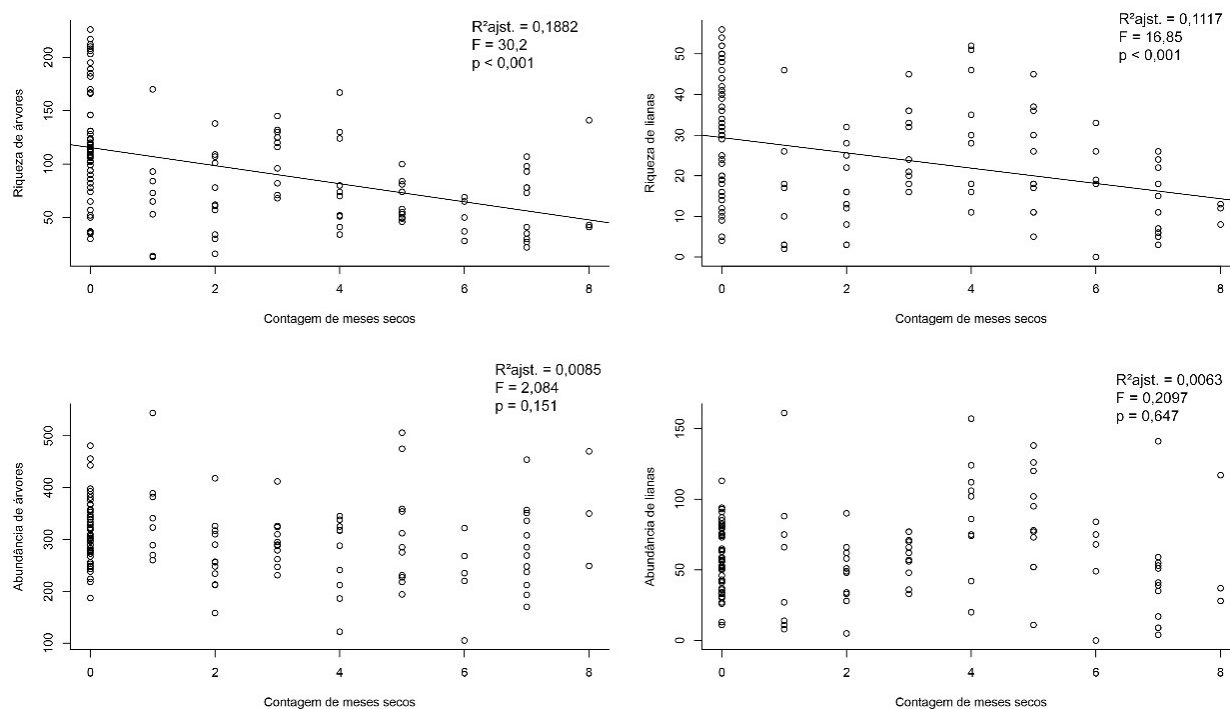 R²ajst. = 0,1882
F = 30,2
p < 0,001
Riqueza de árvores
200
150
100
50
0 2 4 6 8
Contagem de meses secos
R²ajst. = 0,1117
F = 16,85
p < 0,001
Riqueza de lianas
50
40
30
20
10
0
0 2 4 6 8
Contagem de meses secos
R²ajst. = 0,0085
F = 2,084
p = 0,151
Abundância de árvores
500
400
300
200
100
0 2 4 6 8
Contagem de meses secos
R²ajst. = 0,0063
F = 0,2097
p = 0,647
Abundância de lianas
150
100
50
0
0 2 4 6 8
Contagem de meses secos